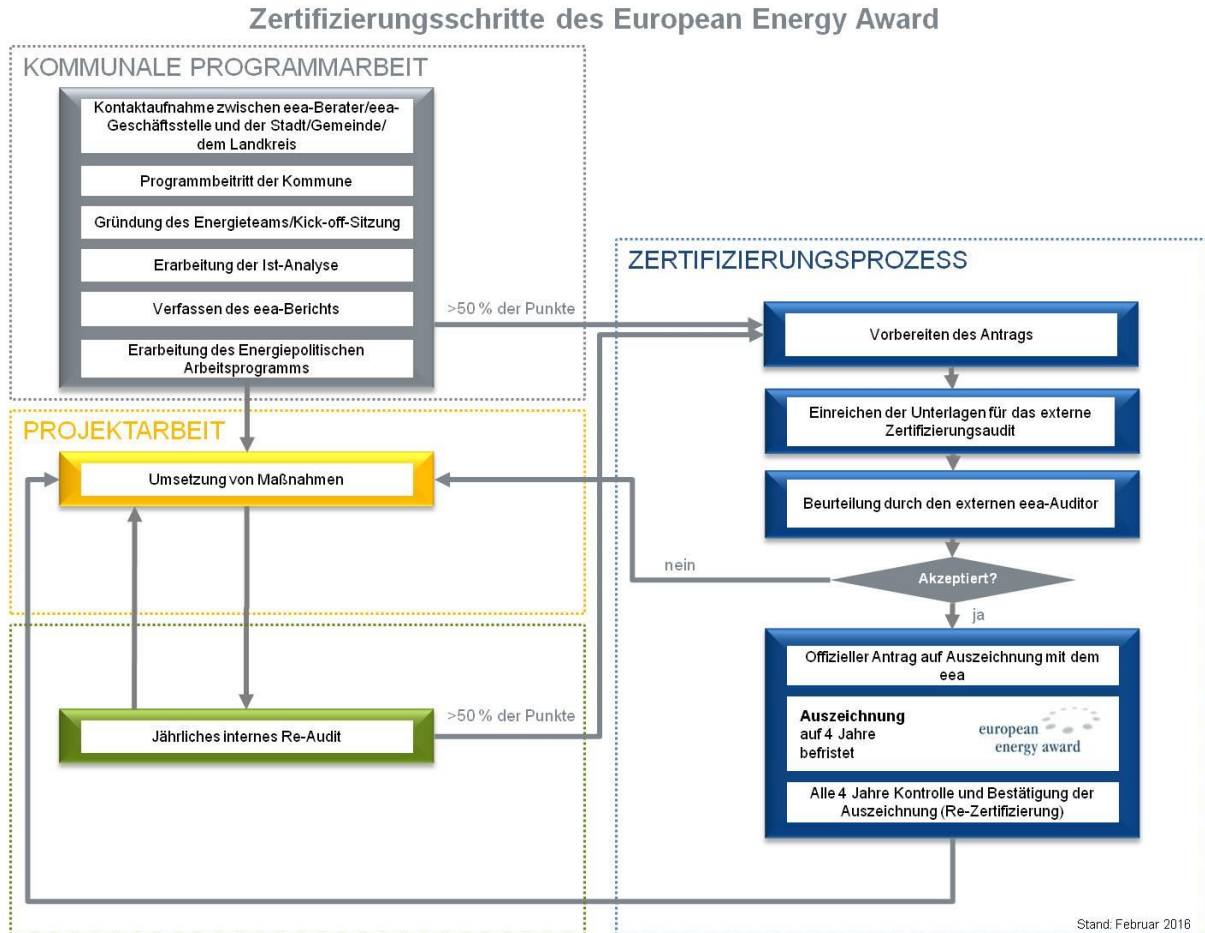 Zertifizierungsschritte des European Energy Award
KOMMUNALE PROGRAMMARBEIT
Kontaktaufnahme zwischen eea-Berater/eea-
Geschäftsstelle und der Stadt/Gemeinde/
dem Landkreis
Programmbeitritt der Kommune
Gründung des Energieteams/Kick-off-Sitzung
Erarbeitung der Ist-Analyse
Verfassen des eea-Berichts
Erarbeitung des Energiepolitischen
Arbeitsprogramms
>50 % der Punkte
PROJEKTARBEIT
Umsetzung von Maßnahmen
Jährliches internes Re-Audit
>50 % der Punkte
ZERTIFIZIERUNGSPROZESS
Vorbereiten des Antrags
Einreichen der Unterlagen für das externe
Zertifizierungsaudit
Beurteilung durch den externen eea-Auditor
Akzeptiert?
nein
ja
Offizieller Antrag auf Auszeichnung mit dem
eea
Auszeichnung
auf 4 Jahre
befristet
european
energy award
Alle 4 Jahre Kontrolle und Bestätigung der
Auszeichnung (Re-Zertifizierung)
Stand: Februar 2016